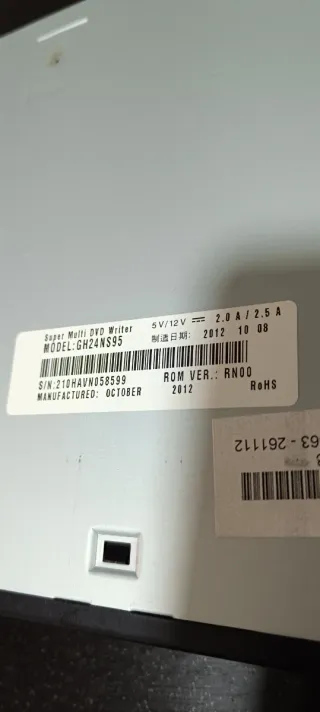 Super Multi DVD Writer
5V/12V ⎓ 2.0 A / 2.5 A
MODEL:GH24NS95
制造日期: 2012 10 08
S/N:210HAVN058599
ROM VER.: RN00
MANUFACTURED: OCTOBER 2012
RoHS
63 - 261112